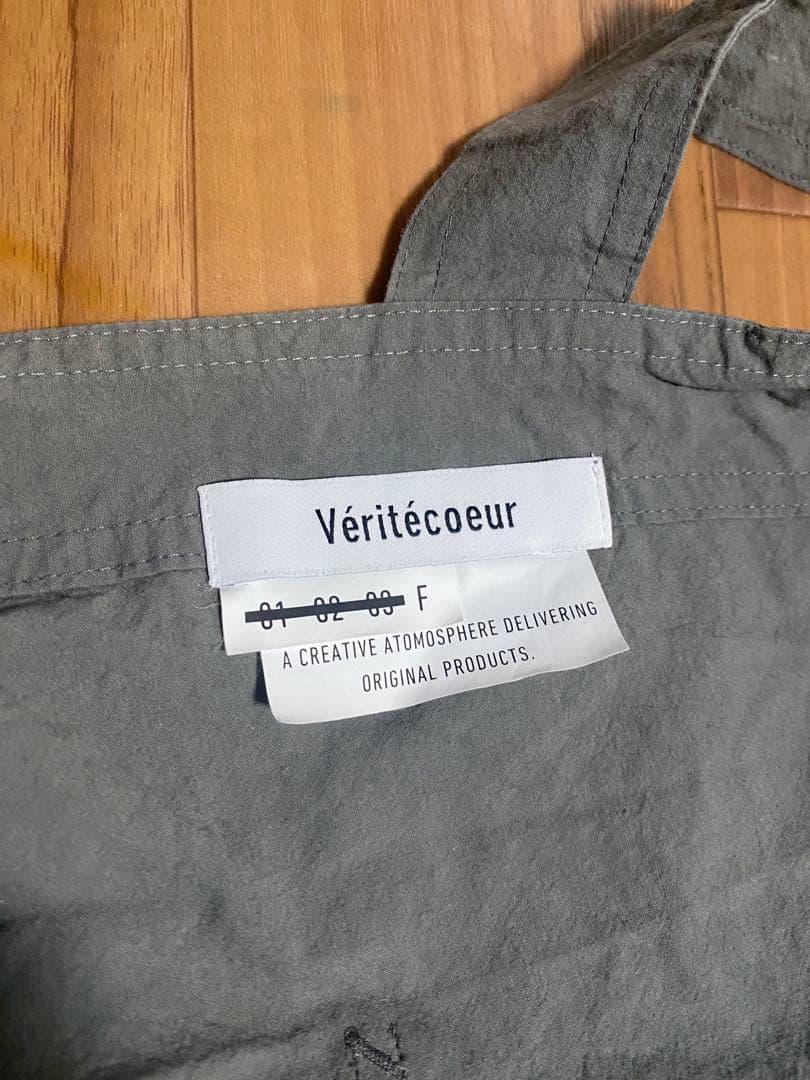 Véritécoeur
01 02 03 F
A CREATIVE ATOMOSPHERE DELIVERING
ORIGINAL PRODUCTS.